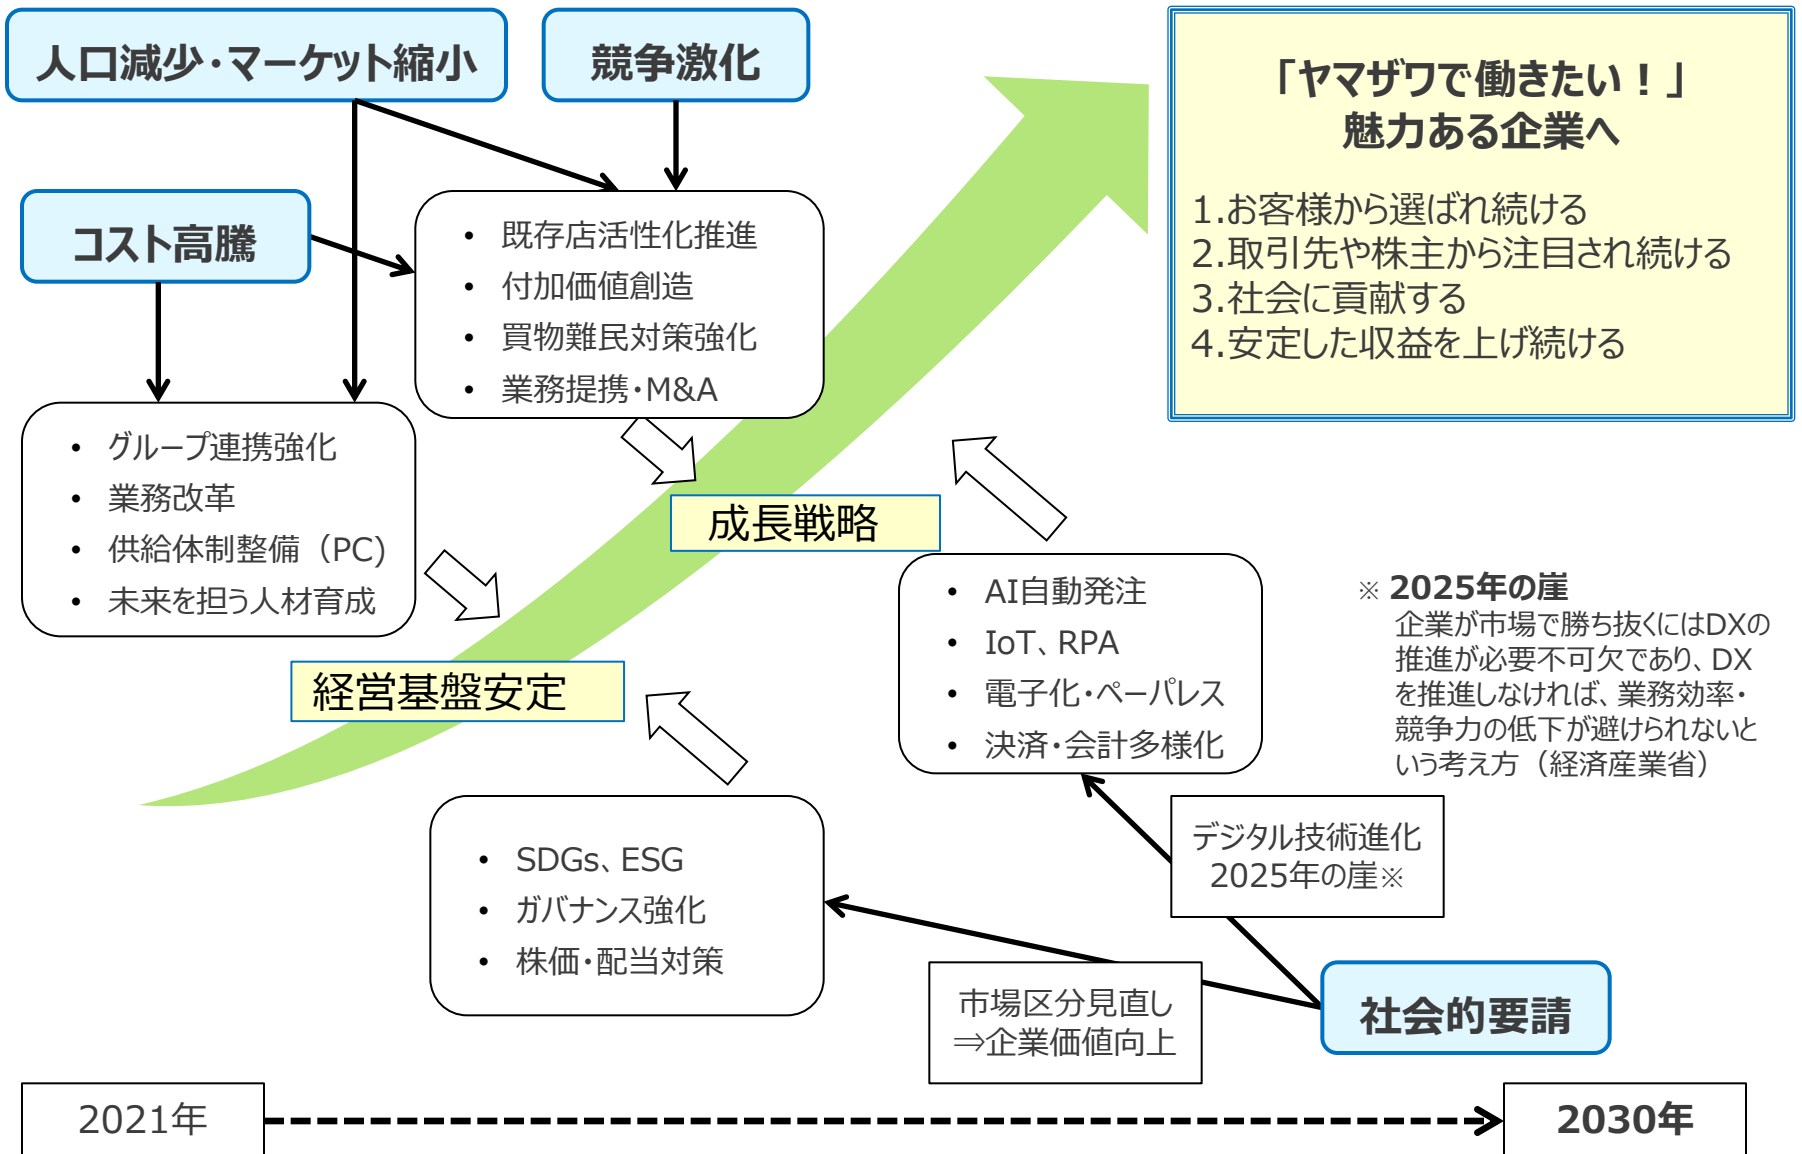 人口減少・マーケット縮小
競争激化
「ヤマザワで働きたい！」
魅力ある企業へ
1.お客様から選ばれ続ける
2.取引先や株主から注目され続ける
3.社会に貢献する
4.安定した収益を上げ続ける
コスト高騰
• 既存店活性化推進
• 付加価値創造
• 買物難民対策強化
• 業務提携・M&A
• グループ連携強化
• 業務改革
• 供給体制整備（PC)
• 未来を担う人材育成
成長戦略
経営基盤安定
• AI自動発注
• IoT、RPA
• 電子化・ペーパレス
• 決済・会計多様化
※ 2025年の崖
企業が市場で勝ち抜くにはDXの
推進が必要不可欠であり、DX
を推進しなければ、業務効率・
競争力の低下が避けられないと
いう考え方（経済産業省）
• SDGs、ESG
• ガバナンス強化
• 株価・配当対策
デジタル技術進化
2025年の崖※
市場区分見直し
⇒企業価値向上
社会的要請
2021年
2030年